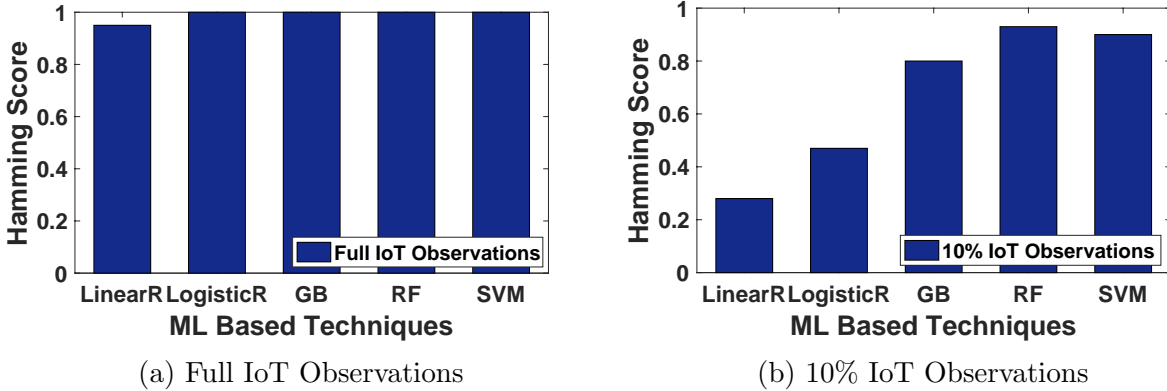 Hamming Score
1
0.8
0.6
0.4
0.2
0
Full IoT Observations
LinearR LogisticR GB RF SVM
ML Based Techniques
(a) Full IoT Observations
Hamming Score
1
0.8
0.6
0.4
0.2
0
10% IoT Observations
LinearR LogisticR GB RF SVM
ML Based Techniques
(b) 10% IoT Observations